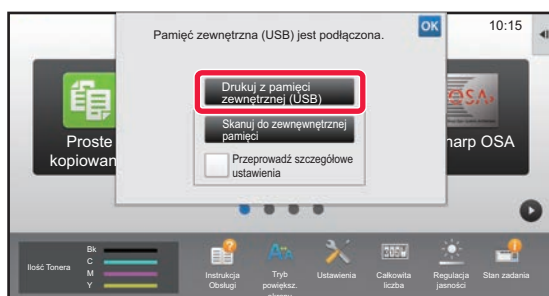 Pamięć zewnętrzna (USB) jest podłączona.
OK
10:15
Drukuj z pamięci
zewnętrznej (USB)
Skanuj do zewnęwnętrznej
pamięci
Przeprowadź szczegółowe
ustawienia
Proste
kopiowan
harp OSA
Ilość Tonera
Bk
C
M
Y
Instrukcja
Obsługi
Tryb
powiększ.
ekranu
Ustawienia
Całkowita
liczba
Regulacja
jasności
Stan zadania